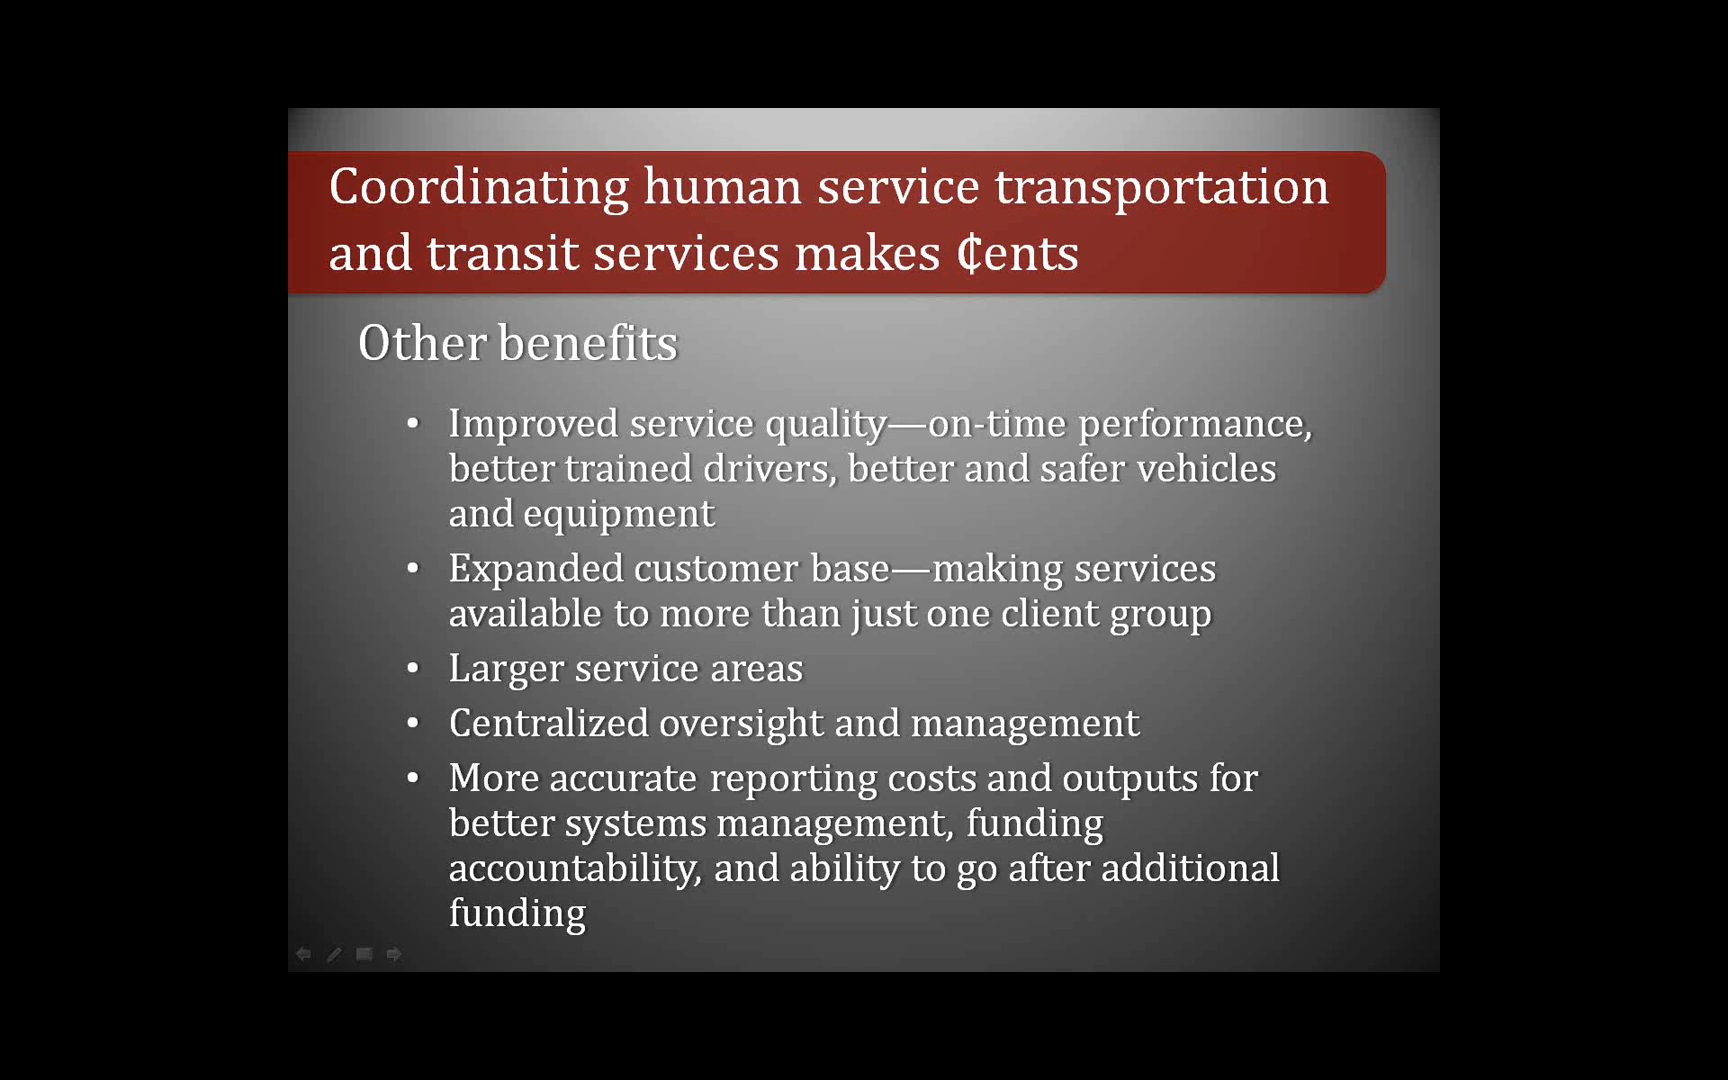 Coordinating human service transportation
and transit services makes ₵ents
Other benefits
• Improved service quality—on-time performance,
better trained drivers, better and safer vehicles
and equipment
• Expanded customer base—making services
available to more than just one client group
• Larger service areas
• Centralized oversight and management
• More accurate reporting costs and outputs for
better systems management, funding
accountability, and ability to go after additional
funding